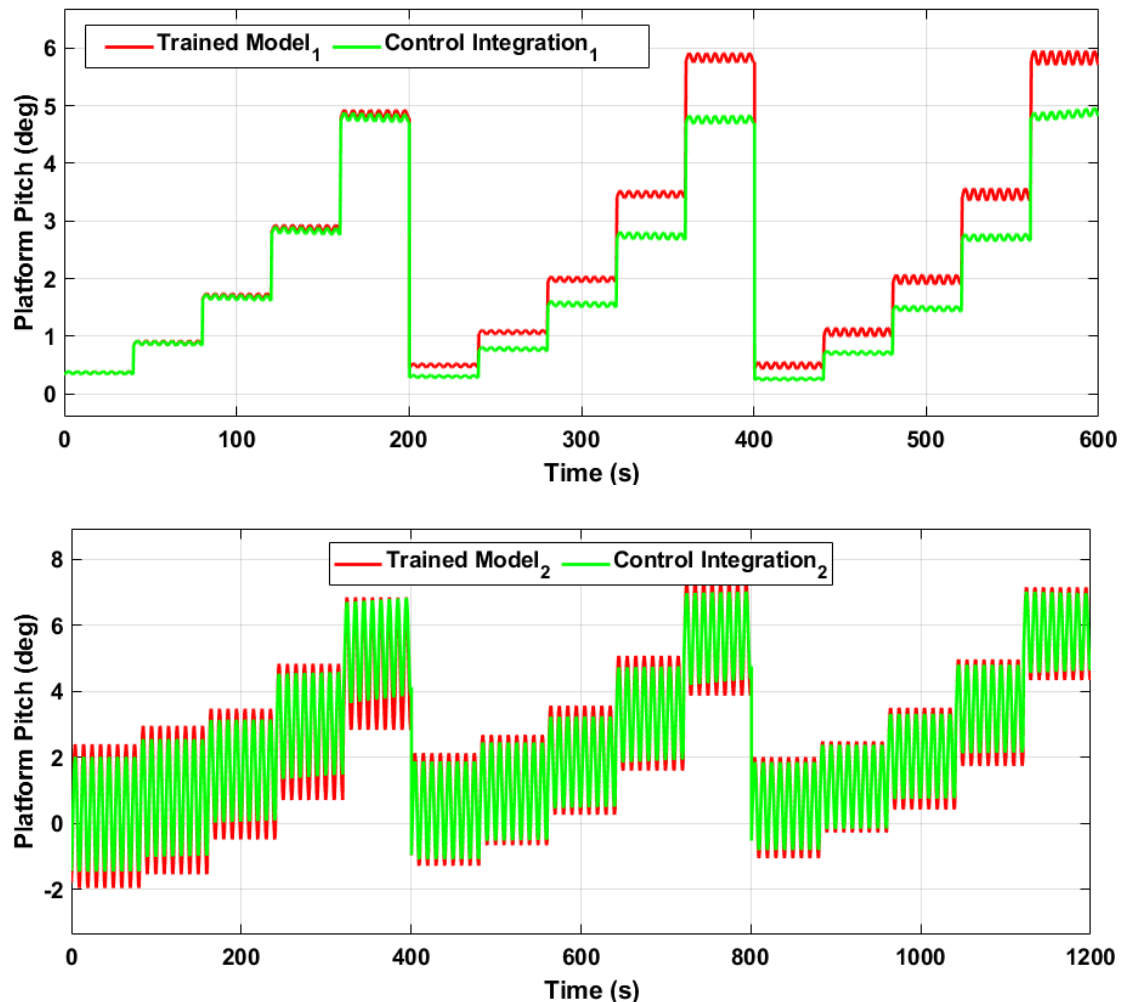 Trained Model1 Control Integration1
6
5
4
3
2
1
0
Platform Pitch (deg)
0 100 200 300 400 500 600
Time (s)
Trained Model2 Control Integration2
8
6
4
2
0
-2
Platform Pitch (deg)
0 200 400 600 800 1000 1200
Time (s)